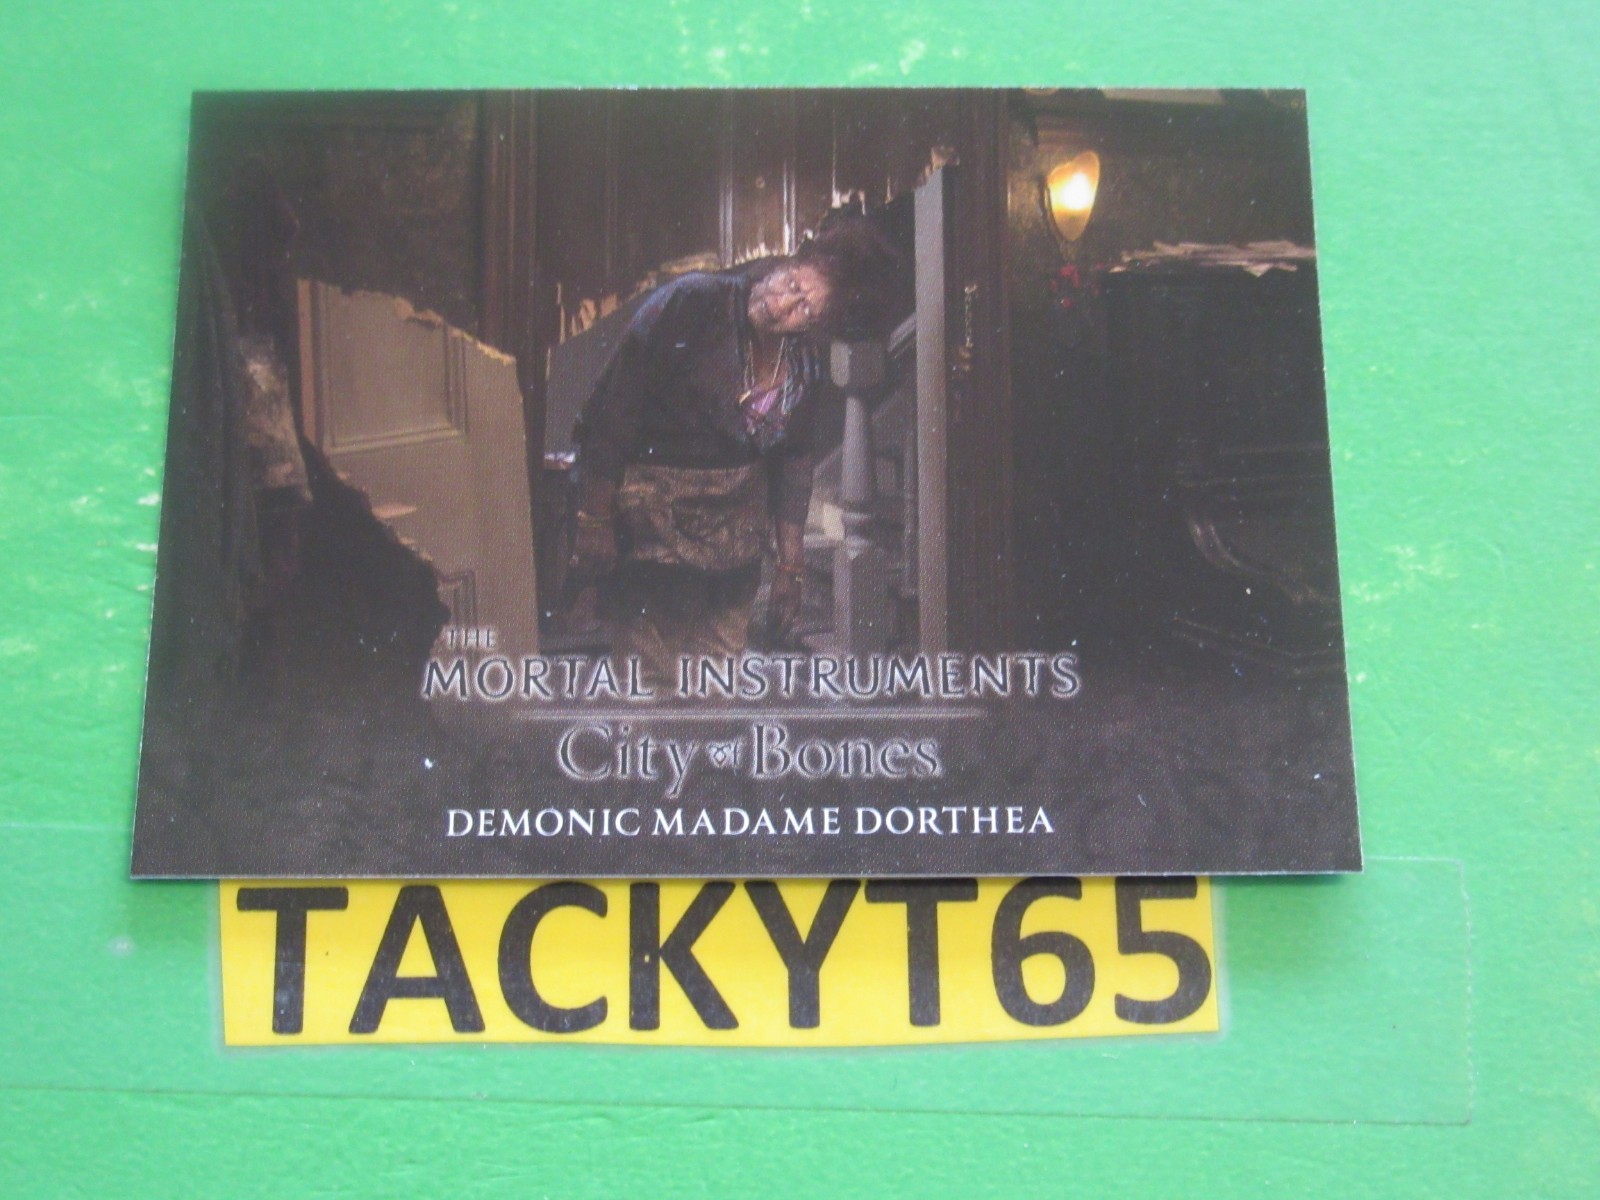 THE
MORTAL INSTRUMENTS
City of Bones
DEMONIC MADAME DORTHEA
TACKYT65